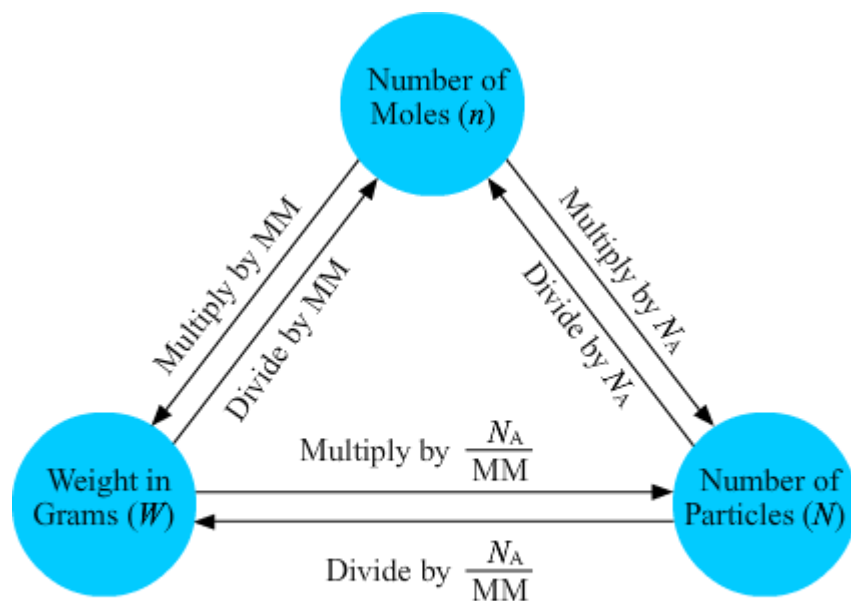 Number of
Moles (n)
Multiply by MM
Divide by MM
Multiply by NA
Divide by NA
Weight in
Grams (W)
Multiply by NA/MM
Number of
Particles (N)
Divide by NA/MM